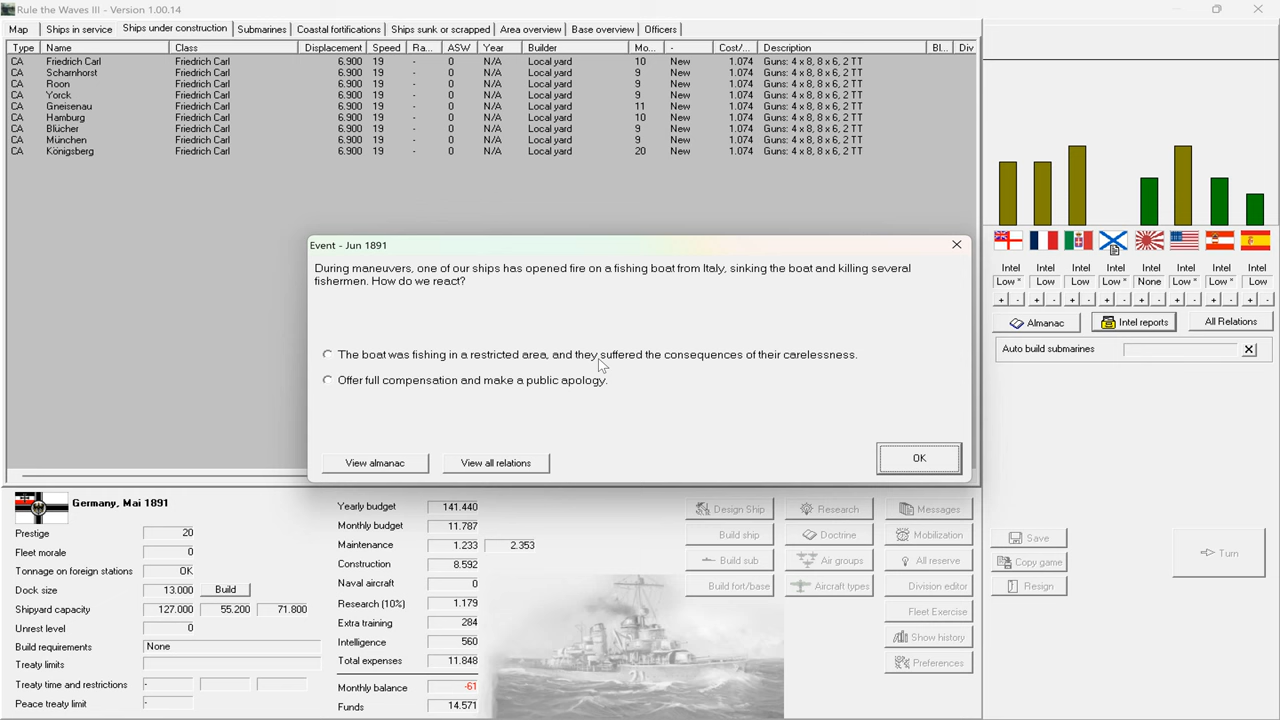 Rule the Waves III - Version 1.00.14
Map Ships in service Ships under construction Submarines Coastal fortifications Ships sunk or scrapped Area overview Base overview Officers
Type Name Class Displacement Speed Ra... ASW Year Builder Mo... - Cost/... Description Bl... Div
CA Friedrich Carl Friedrich Carl 6.900 19 - 0 N/A Local yard 10 New 1.074 Guns: 4 x 8, 8 x 6, 2 TT
CA Scharnhorst Friedrich Carl 6.900 19 - 0 N/A Local yard 9 New 1.074 Guns: 4 x 8, 8 x 6, 2 TT
CA Roon Friedrich Carl 6.900 19 - 0 N/A Local yard 9 New 1.074 Guns: 4 x 8, 8 x 6, 2 TT
CA Yorck Friedrich Carl 6.900 19 - 0 N/A Local yard 9 New 1.074 Guns: 4 x 8, 8 x 6, 2 TT
CA Gneisenau Friedrich Carl 6.900 19 - 0 N/A Local yard 11 New 1.074 Guns: 4 x 8, 8 x 6, 2 TT
CA Hamburg Friedrich Carl 6.900 19 - 0 N/A Local yard 10 New 1.074 Guns: 4 x 8, 8 x 6, 2 TT
CA Blücher Friedrich Carl 6.900 19 - 0 N/A Local yard 9 New 1.074 Guns: 4 x 8, 8 x 6, 2 TT
CA München Friedrich Carl 6.900 19 - 0 N/A Local yard 9 New 1.074 Guns: 4 x 8, 8 x 6, 2 TT
CA Königsberg Friedrich Carl 6.900 19 - 0 N/A Local yard 20 New 1.074 Guns: 4 x 8, 8 x 6, 2 TT
Event - Jun 1891
During maneuvers, one of our ships has opened fire on a fishing boat from Italy, sinking the boat and killing several
fishermen. How do we react?
The boat was fishing in a restricted area, and they suffered the consequences of their carelessness.
Offer full compensation and make a public apology.
View almanac View all relations OK
Intel Intel Intel Intel Intel Intel Intel Intel
Low * Low Low Low * None Low * Low * Low
+ - + - + - + - + - + - + - + -
Almanac Intel reports All Relations
Auto build submarines
Germany, Mai 1891
Prestige 20
Fleet morale 0
Tonnage on foreign stations OK
Dock size 13.000 Build
Shipyard capacity 127.000 55.200 71.800
Unrest level 0
Build requirements None
Treaty limits
Treaty time and restrictions -
Peace treaty limit -
Yearly budget 141.440
Monthly budget 11.787
Maintenance 1.233 2.353
Construction 8.592
Naval aircraft 0
Research (10%) 1.179
Extra training 284
Intelligence 560
Total expenses 11.848
Monthly balance -61
Funds 14.571
Design Ship Research Messages
Build ship Doctrine Mobilization
Build sub Air groups All reserve
Build fort/base Aircraft types Division editor
Fleet Exercise
Show history
Preferences
Save
Copy game
Resign
Turn